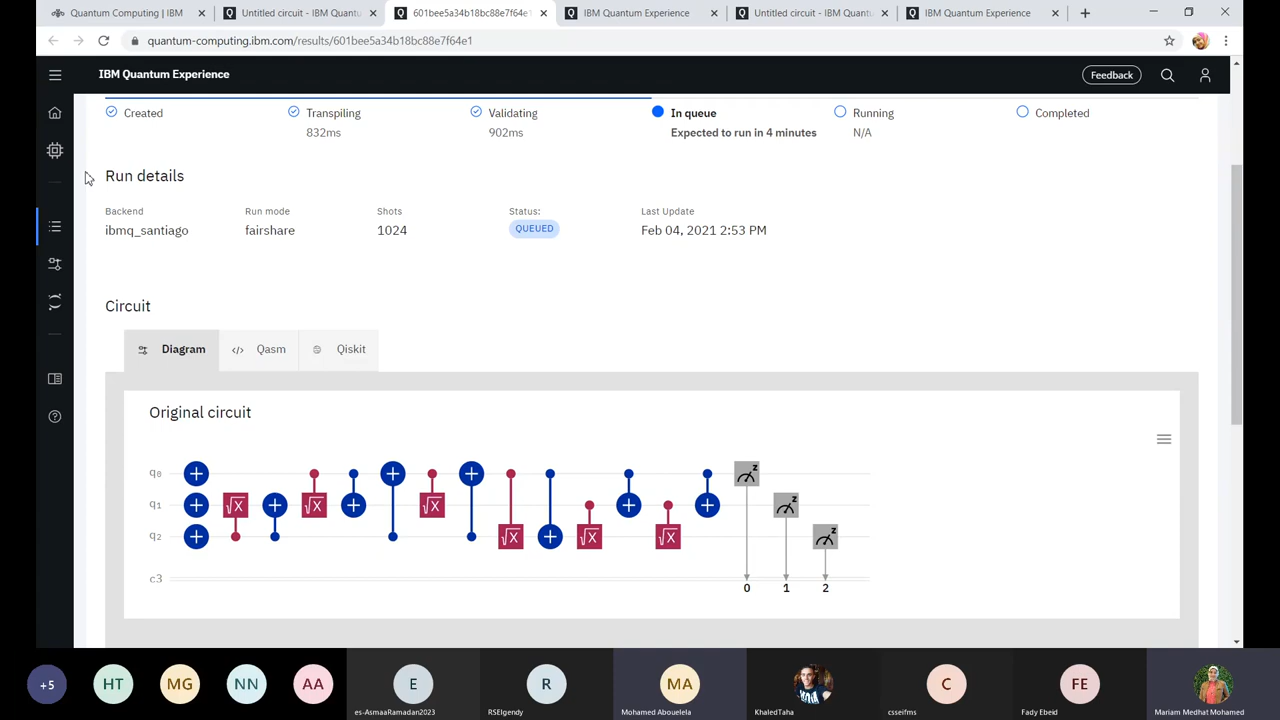 Quantum Computing | IBM
Untitled circuit - IBM Quantu
601bee5a34b18bc88e7f64e1
IBM Quantum Experience
Untitled circuit - IBM Quantu
IBM Quantum Experience
quantum-computing.ibm.com/results/601bee5a34b18bc88e7f64e1
IBM Quantum Experience
Feedback
Created
Transpiling
Validating
In queue
Running
Completed
832ms
902ms
Expected to run in 4 minutes
N/A
Run details
Backend
Run mode
Shots
Status:
Last Update
ibmq_santiago
fairshare
1024
QUEUED
Feb 04, 2021 2:53 PM
Circuit
Diagram
</> Qasm
Qiskit
Original circuit
q0
z
q1
√X
√X
√X
z
q2
√X
√X
√X
z
c3
0
1
2
+5
HT
MG
NN
AA
E
R
MA
C
FE
es-AsmaaRamadan2023
RSElgendy
Mohamed Abouelela
KhaledTaha
csseifms
Fady Ebeid
Mariam Medhat Mohamed